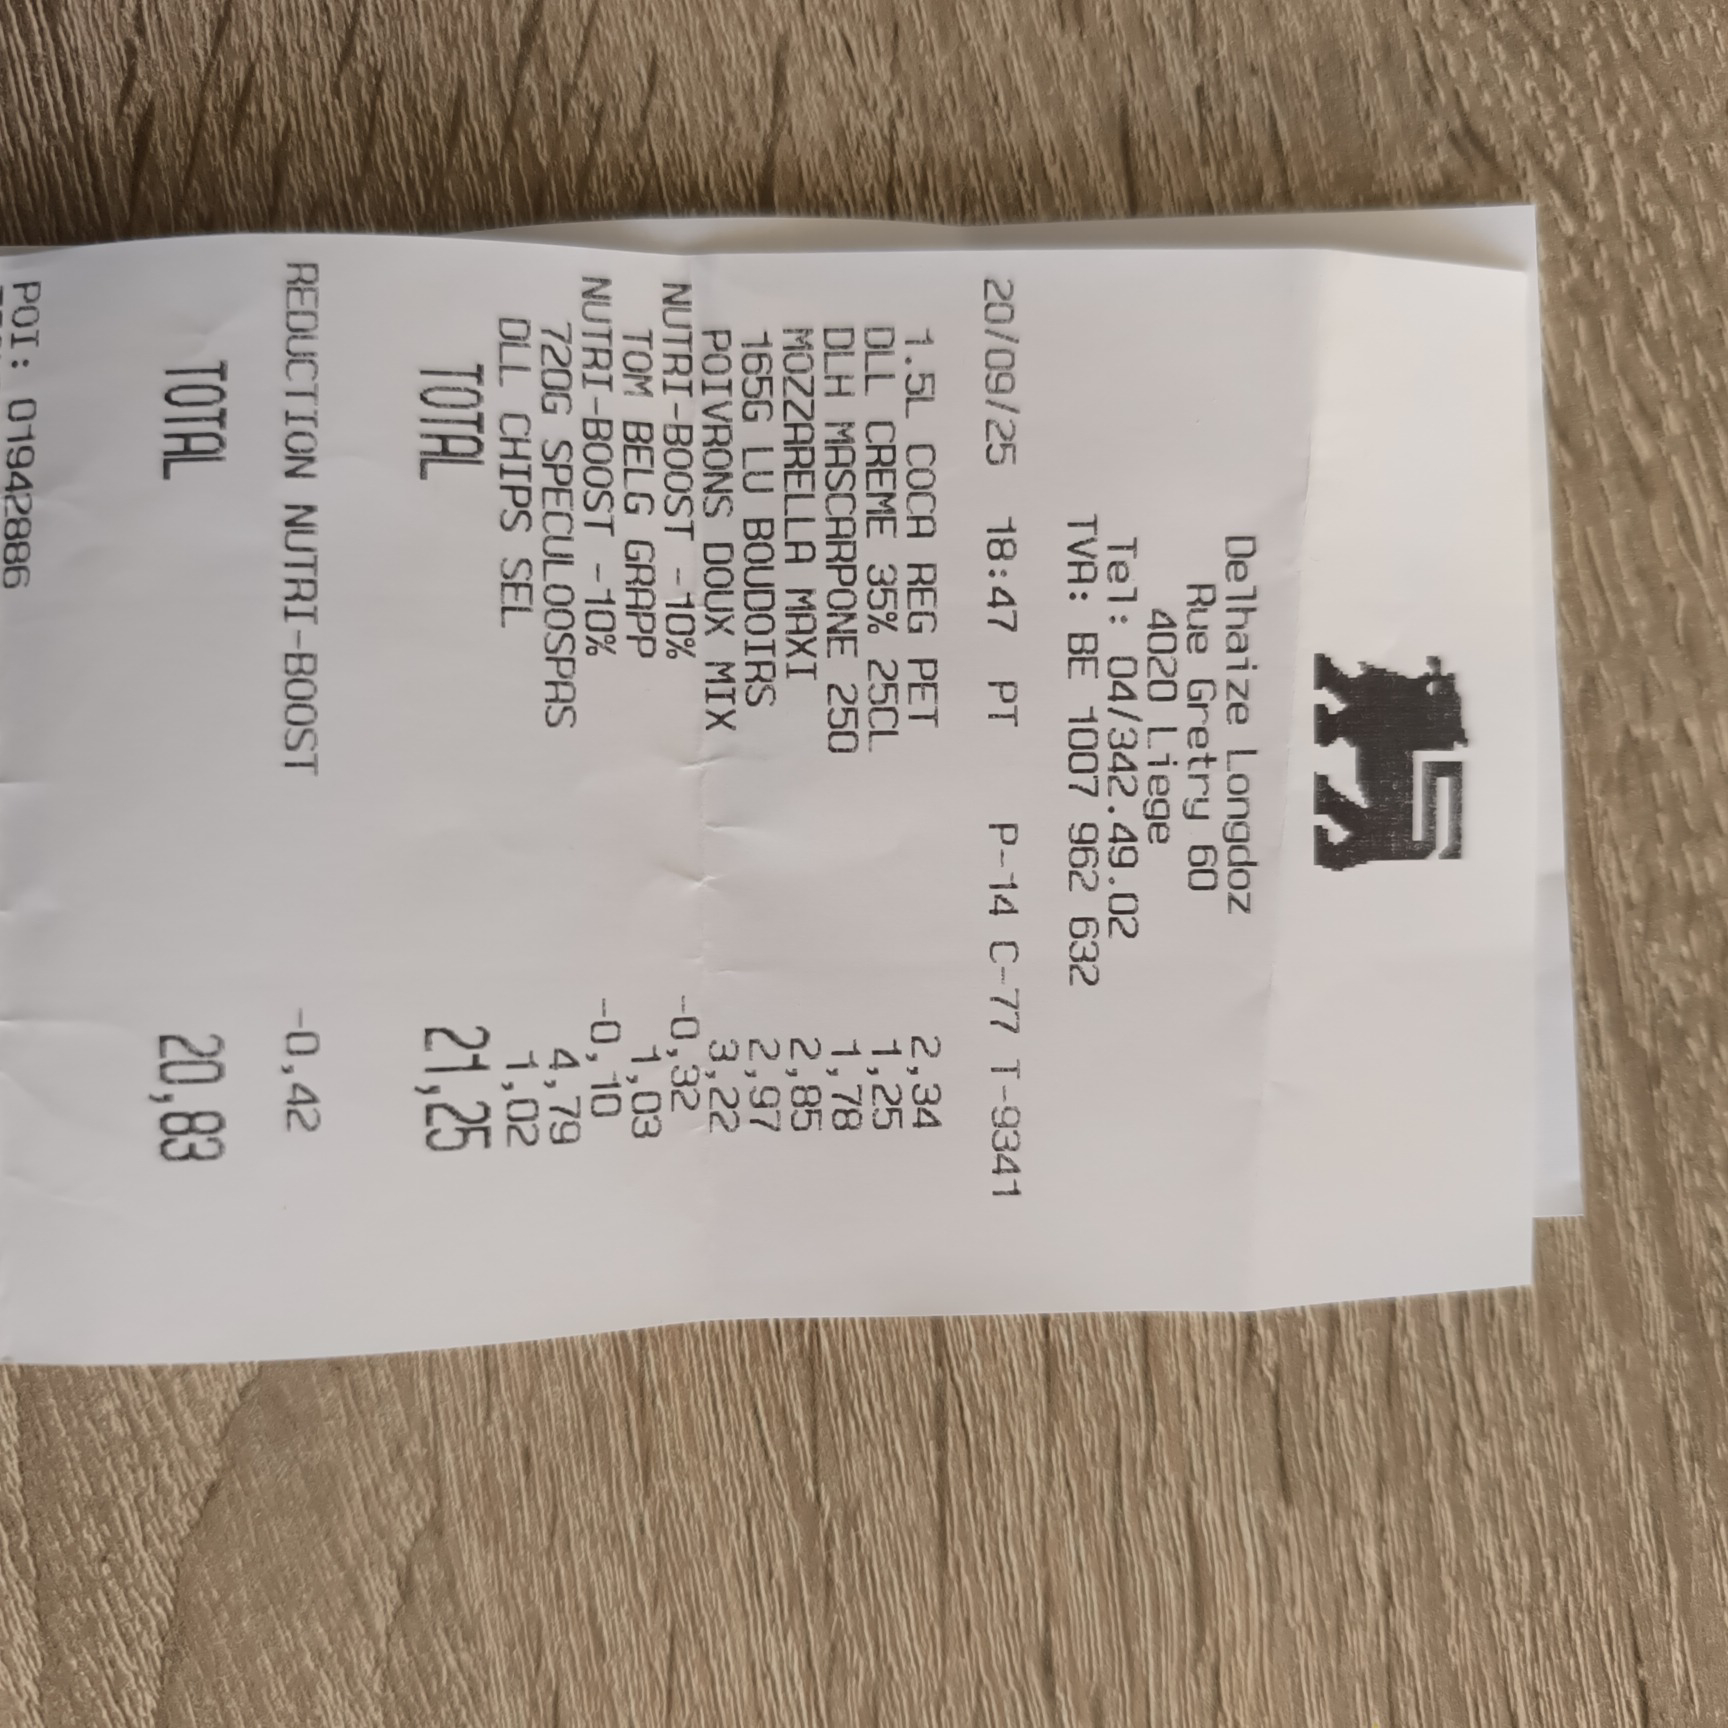 Delhaize Longdoz
Rue Gretry 60
4020 Liege
Tel: 04/342.49.02
TVA: BE 1007 962 632
20/09/25 18:47 PT P-14 C-77 T-9341
1.5L COCA REG PET 2,34
DLL CREME 35% 25CL 1,25
DLH MASCARPONE 250 1,78
MOZZARELLA MAXI 2,85
165G LU BOUDOIRS 2,97
POIVRONS DOUX MIX 3,22
NUTRI-BOOST -10% -0,32
TOM BELG GRAPP 1,03
NUTRI-BOOST -10% -0,10
720G SPECULOOSPAS 4,79
DLL CHIPS SEL 1,02
TOTAL 21,25
REDUCTION NUTRI-BOOST -0,42
TOTAL 20,83
POI: 01942886